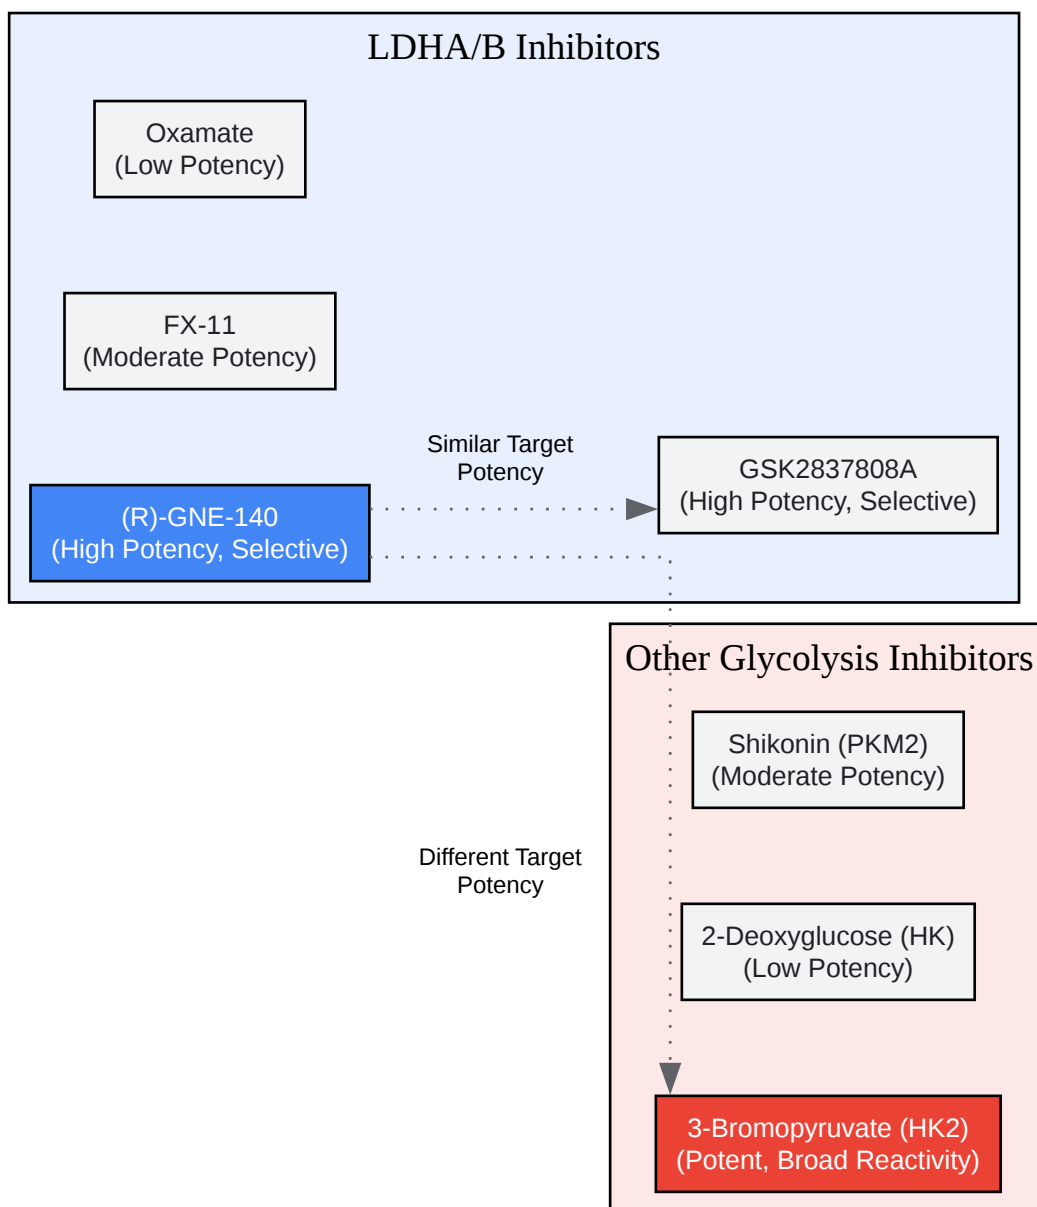 LDHA/B Inhibitors
Oxamate
(Low Potency)
FX-11
(Moderate Potency)
Similar Target
Potency
GSK2837808A
(High Potency, Selective)
(R)-GNE-140
(High Potency, Selective)
Other Glycolysis Inhibitors
Shikonin (PKM2)
(Moderate Potency)
Different Target
Potency
2-Deoxyglucose (HK)
(Low Potency)
3-Bromopyruvate (HK2)
(Potent, Broad Reactivity)